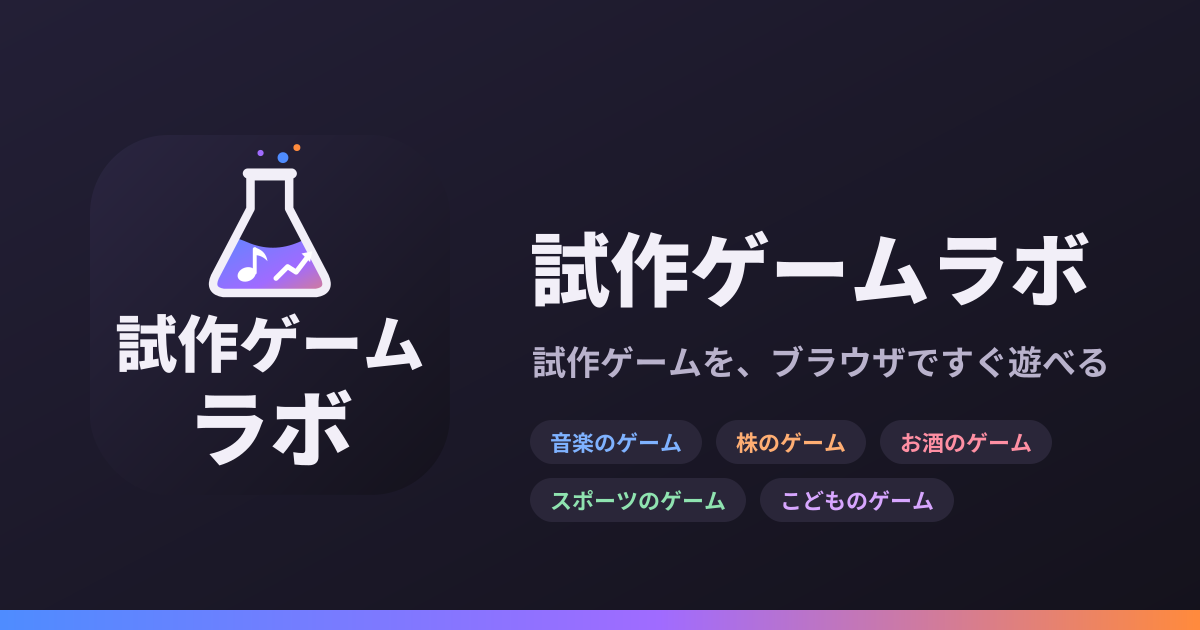 試作ゲーム
ラボ
試作ゲームラボ
試作ゲームを、ブラウザですぐ遊べる
音楽のゲーム
株のゲーム
お酒のゲーム
スポーツのゲーム
こどものゲーム